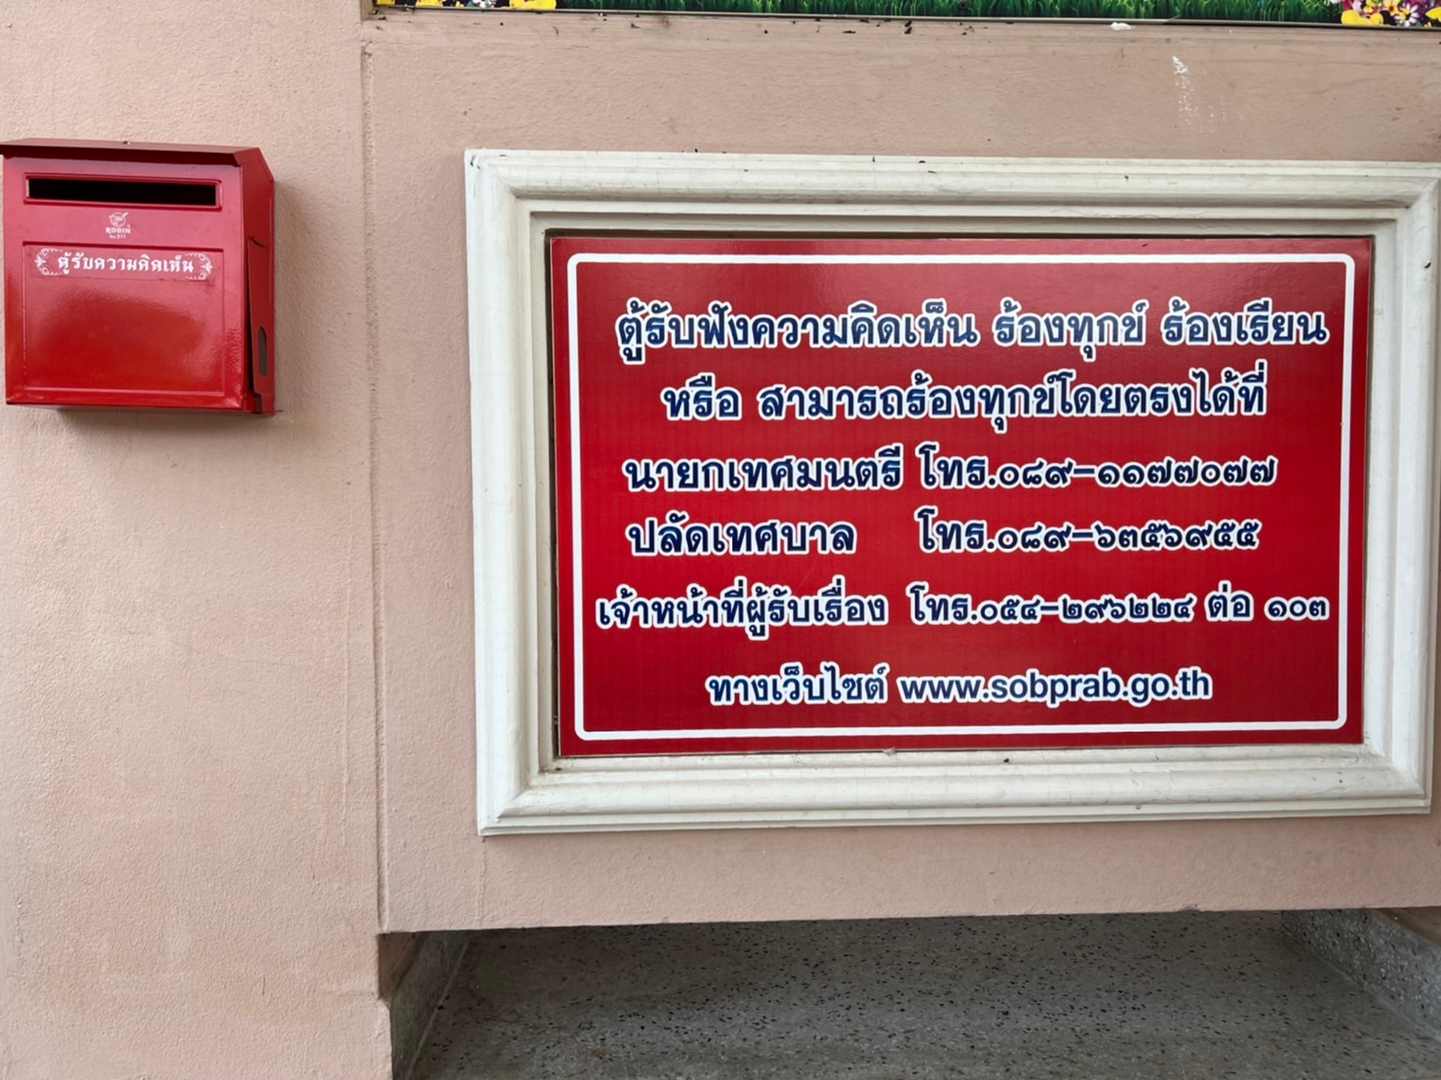 ROBIN
ตู้รับความคิดเห็น
ตู้รับฟังความคิดเห็น ร้องทุกข์ ร้องเรียน
หรือ สามารถร้องทุกข์โดยตรงได้ที่
นายกเทศมนตรี โทร.๐๘๙-๑๑๗๗๐๗๗
ปลัดเทศบาล โทร.๐๘๙-๖๓๕๖๙๕๕
เจ้าหน้าที่ผู้รับเรื่อง โทร.๐๕๔-๒๙๖๒๒๔ ต่อ ๑๐๓
ทางเว็บไซต์ www.sobprab.go.th